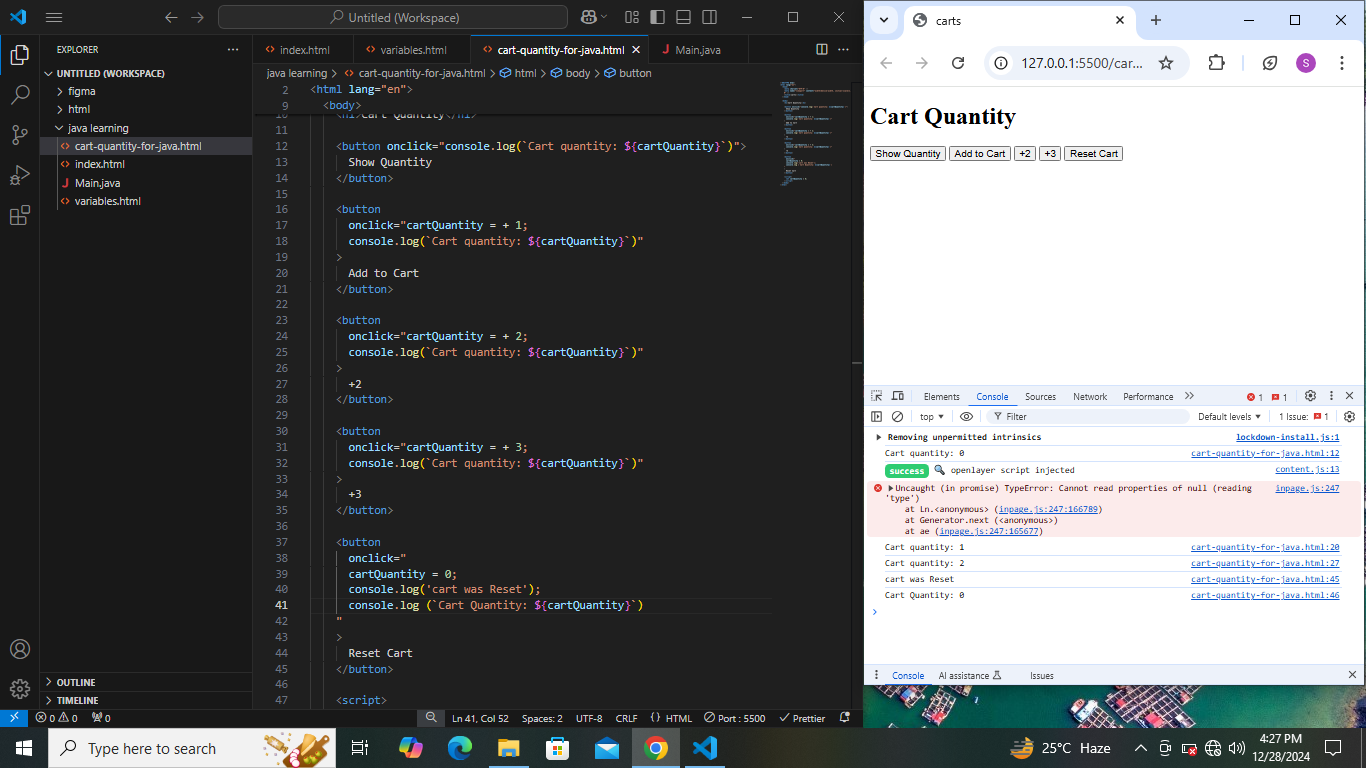 Untitled (Workspace)
EXPLORER
UNTITLED (WORKSPACE)
figma
html
java learning
cart-quantity-for-java.html
index.html
Main.java
variables.html
OUTLINE
TIMELINE
index.html
variables.html
cart-quantity-for-java.html
Main.java
java learning > cart-quantity-for-java.html > html > body > button
2 <html lang="en">
9 <body>
10 <h1>Cart Quantity</h1>
11
12 <button onclick="console.log(`Cart quantity: ${cartQuantity}`)">
13 Show Quantity
14 </button>
15
16 <button
17 onclick="cartQuantity = + 1;
18 console.log(`Cart quantity: ${cartQuantity}`)"
19 >
20 Add to Cart
21 </button>
22
23 <button
24 onclick="cartQuantity = + 2;
25 console.log(`Cart quantity: ${cartQuantity}`)"
26 >
27 +2
28 </button>
29
30 <button
31 onclick="cartQuantity = + 3;
32 console.log(`Cart quantity: ${cartQuantity}`)"
33 >
34 +3
35 </button>
36
37 <button
38 onclick="
39 cartQuantity = 0;
40 console.log('cart was Reset');
41 console.log (`Cart Quantity: ${cartQuantity}`)
42 "
43 >
44 Reset Cart
45 </button>
46
47 <script>
0 0 0 Ln 41, Col 52 Spaces: 2 UTF-8 CRLF {} HTML Port : 5500 Prettier
carts
127.0.0.1:5500/car...
S
Cart Quantity
Show Quantity Add to Cart +2 +3 Reset Cart
Elements Console Sources Network Performance 1 1
top Filter Default levels 1 Issue: 1
Removing unpermitted intrinsics lockdown-install.js:1
Cart quantity: 0 cart-quantity-for-java.html:12
success openlayer script injected content.js:13
Uncaught (in promise) TypeError: Cannot read properties of null (reading inpage.js:247
'type')
at Ln.<anonymous> (inpage.js:247:166789)
at Generator.next (<anonymous>)
at ae (inpage.js:247:165677)
Cart quantity: 1 cart-quantity-for-java.html:20
Cart quantity: 2 cart-quantity-for-java.html:27
cart was Reset cart-quantity-for-java.html:45
Cart Quantity: 0 cart-quantity-for-java.html:46
Console AI assistance Issues
Type here to search
25°C Haze
4:27 PM
12/28/2024